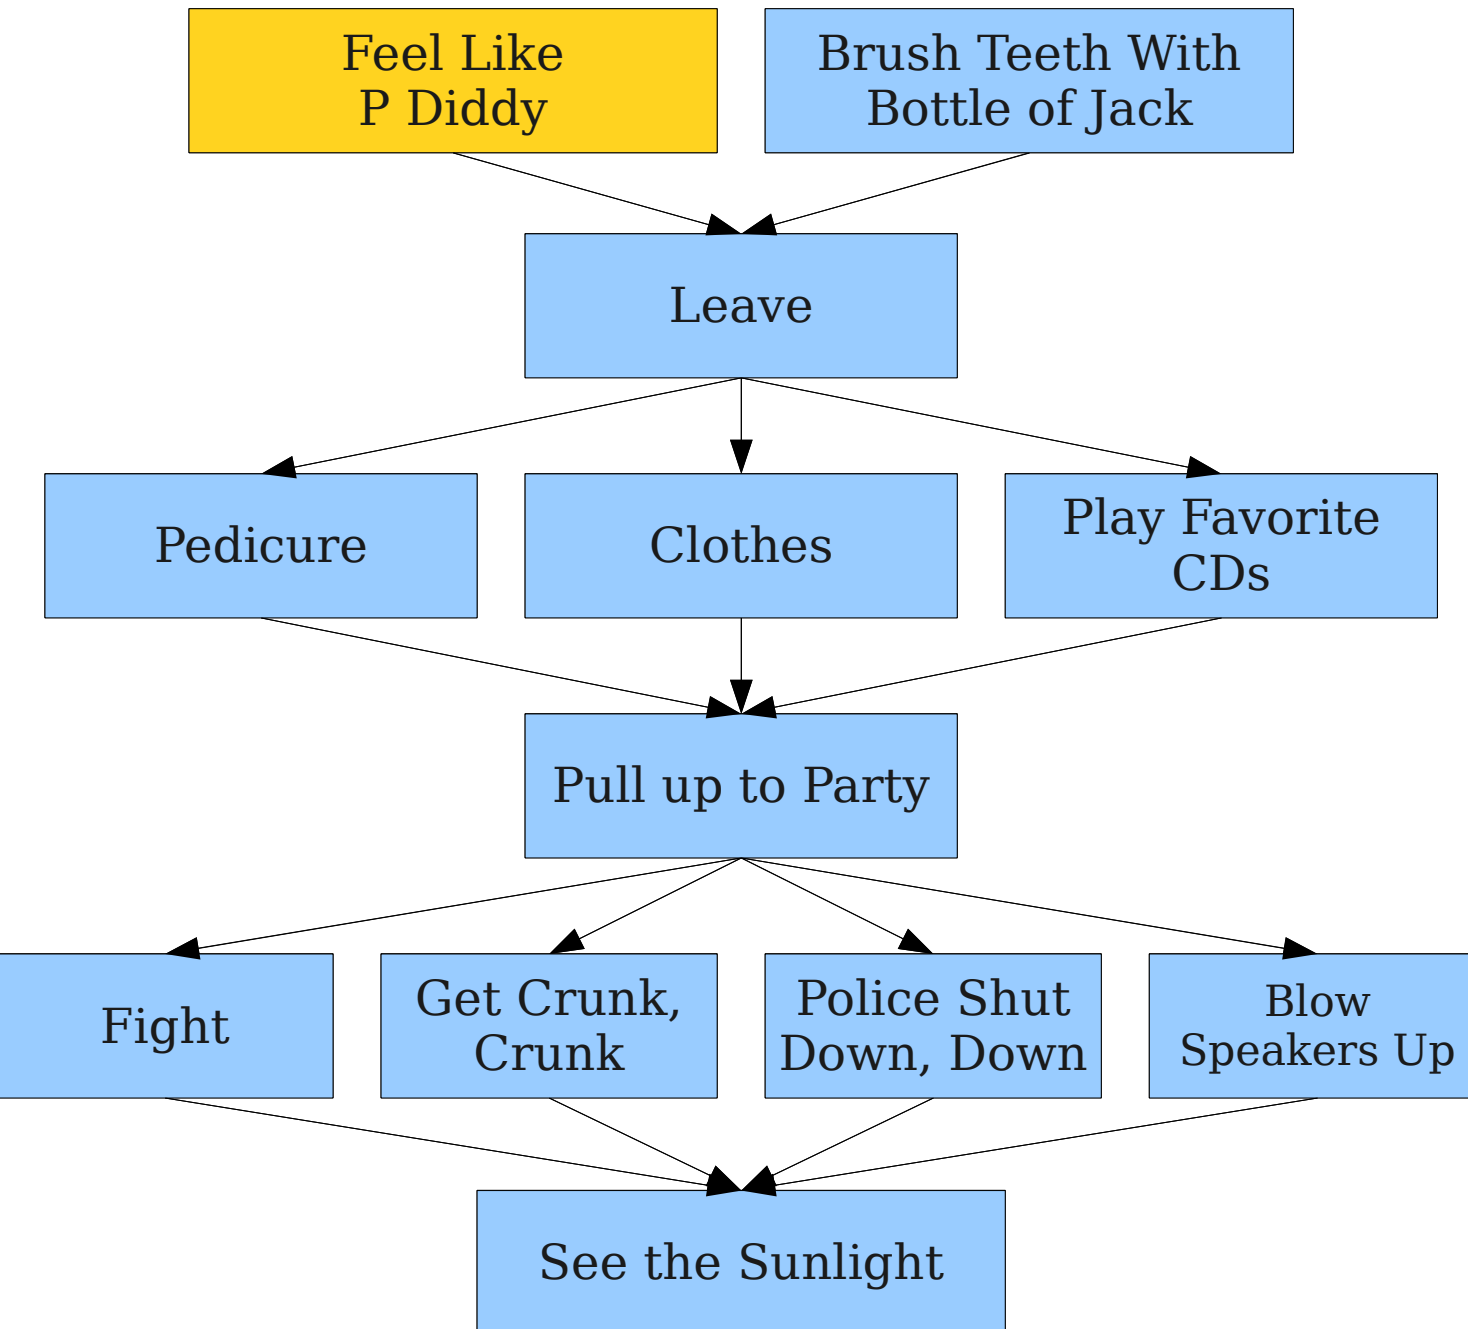 Feel Like
P Diddy
Brush Teeth With
Bottle of Jack
Leave
Pedicure
Clothes
Play Favorite
CDs
Pull up to Party
Fight
Get Crunk,
Crunk
Police Shut
Down, Down
Blow
Speakers Up
See the Sunlight